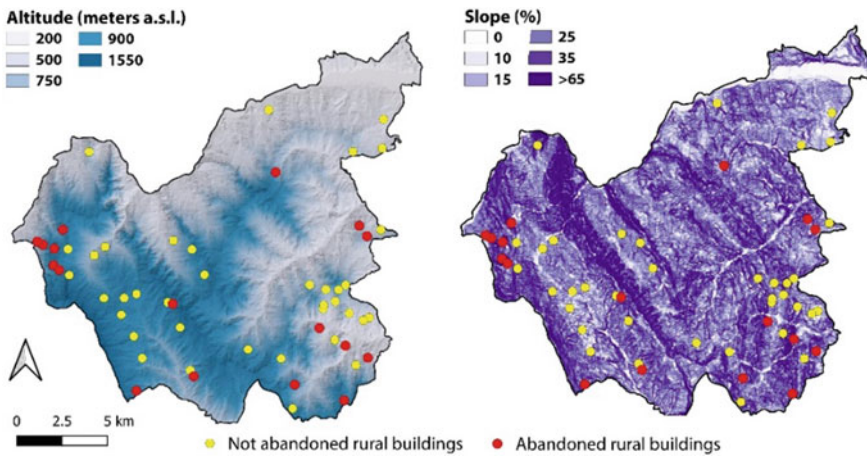 Altitude (meters a.s.l.)
200 900
500 1550
750
Slope (%)
0 25
10 35
15 >65
0 2.5 5 km
Not abandoned rural buildings
Abandoned rural buildings